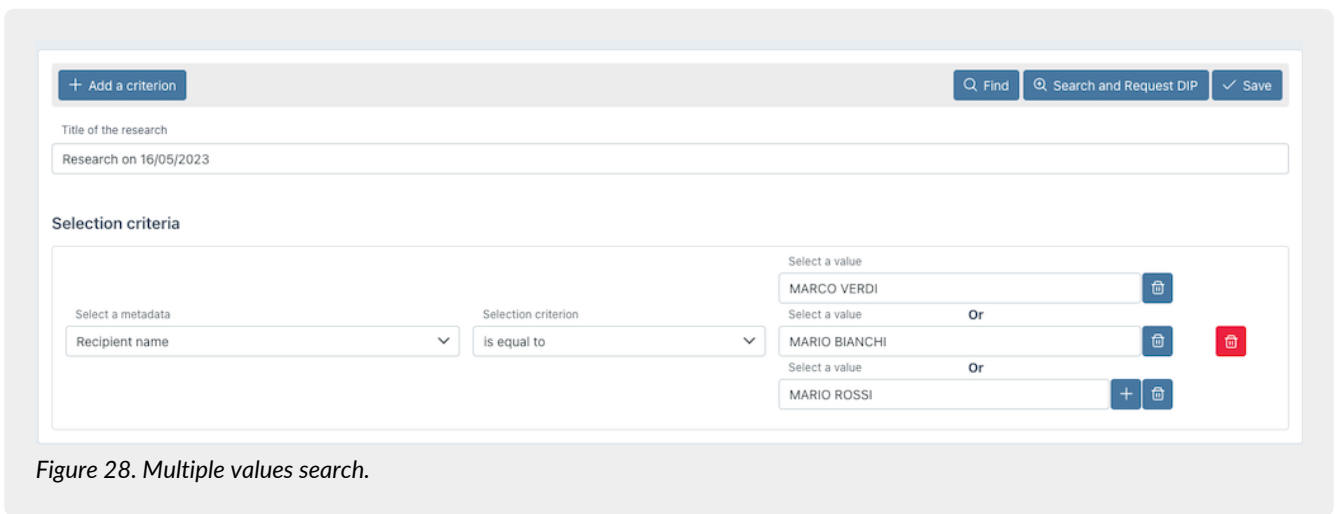 Add a criterion
Find
Search and Request DIP
Save
Title of the research
Research on 16/05/2023
Selection criteria
Select a metadata
Recipient name
Selection criterion
is equal to
Select a value
MARCO VERDI
Select a value Or
MARIO BIANCHI
Select a value Or
MARIO ROSSI
Figure 28. Multiple values search.